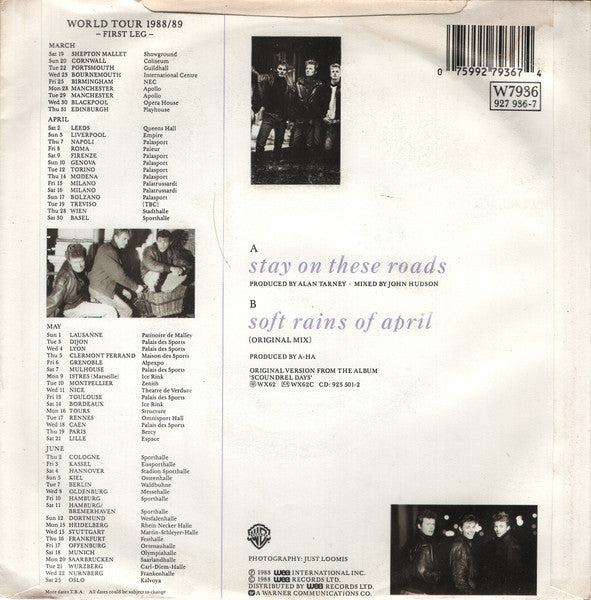 WORLD TOUR 1988/89
– FIRST LEG –
MARCH
Sat 19 SHEPTON MALLET Showground
Sun 20 CORNWALL Coliseum
Tue 22 PORTSMOUTH Guildhall
Wed 23 BOURNEMOUTH International Centre
Fri 25 BIRMINGHAM NEC
Mon 28 MANCHESTER Apollo
Tue 29 MANCHESTER Apollo
Wed 30 BLACKPOOL Opera House
Thu 31 EDINBURGH Playhouse
APRIL
Sat 2 LEEDS Queens Hall
Sun 3 LIVERPOOL Empire
Thu 7 NAPOLI Palasport
Fri 8 ROMA Paleur
Sat 9 FIRENZE Palasport
Sun 10 GENOVA Palasport
Tue 12 TORINO Palasport
Thu 14 MODENA Palasport
Fri 15 MILANO Palatrussardi
Sat 16 MILANO Palatrussardi
Sun 17 BOLZANO Palasport
Tue 19 TREVISO (TBC)
Thu 28 WIEN Stadthalle
Sat 30 BASEL Sporthalle
MAY
Sun 1 LAUSANNE Patinoire de Malley
Tue 3 DIJON Palais des Sports
Wed 4 LYON Palais des Sports
Thu 5 CLERMONT FERRAND Maison des Sports
Fri 6 GRENOBLE Alpexpo
Sat 7 MULHOUSE Palais des Sports
Mon 9 ISTRES (Marseille) Ice Rink
Tue 10 MONTPELLIER Zenith
Wed 11 NICE Theatre de Verdure
Fri 13 TOULOUSE Palais des Sports
Sat 14 BORDEAUX Ice Rink
Mon 16 TOURS Structure
Tue 17 RENNES Omnisport Hall
Wed 18 CAEN Palais des Sports
Thu 19 PARIS Bercy
Sat 21 LILLE Espace
JUNE
Thu 2 COLOGNE Sporthalle
Fri 3 KASSEL Eissporthalle
Sat 4 HANNOVER Stadion Sporthalle
Sun 5 KIEL Ostseehalle
Tue 7 BERLIN Waldbuhne
Wed 8 OLDENBURG Messehalle
Fri 10 HAMBURG Sporthalle
Sat 11 HAMBURG/
BREMERHAVEN Sporthalle
Sun 12 DORTMUND Westfalenhalle
Mon 13 HEIDELBERG Rhein Necker Halle
Wed 15 STUTTGART Martin-Schleyer-Halle
Thu 16 FRANKFURT Festhalle
Fri 17 OFFENBURG Ortenauhalle
Sat 18 MUNICH Olympiahalle
Mon 20 SAARBRUCKEN Saarlandhalle
Tue 21 WURZBERG Carl-Diem-Halle
Wed 22 NURNBERG Frankenhalle
Sat 25 OSLO Kalvoya
More dates T.B.A. All dates could be subject to change
0 75992 79367 4
W7936
927 936-7
A
stay on these roads
PRODUCED BY ALAN TARNEY · MIXED BY JOHN HUDSON
B
soft rains of april
(ORIGINAL MIX)
PRODUCED BY A-HA
ORIGINAL VERSION FROM THE ALBUM
'SCOUNDREL DAYS'
WX62 WX62C CD: 925 501-2
PHOTOGRAPHY: JUST LOOMIS
℗ 1988 wea INTERNATIONAL INC.
© 1988 wea RECORDS LTD.
DISTRIBUTED BY wea RECORDS LTD.
A WARNER COMMUNICATIONS CO.